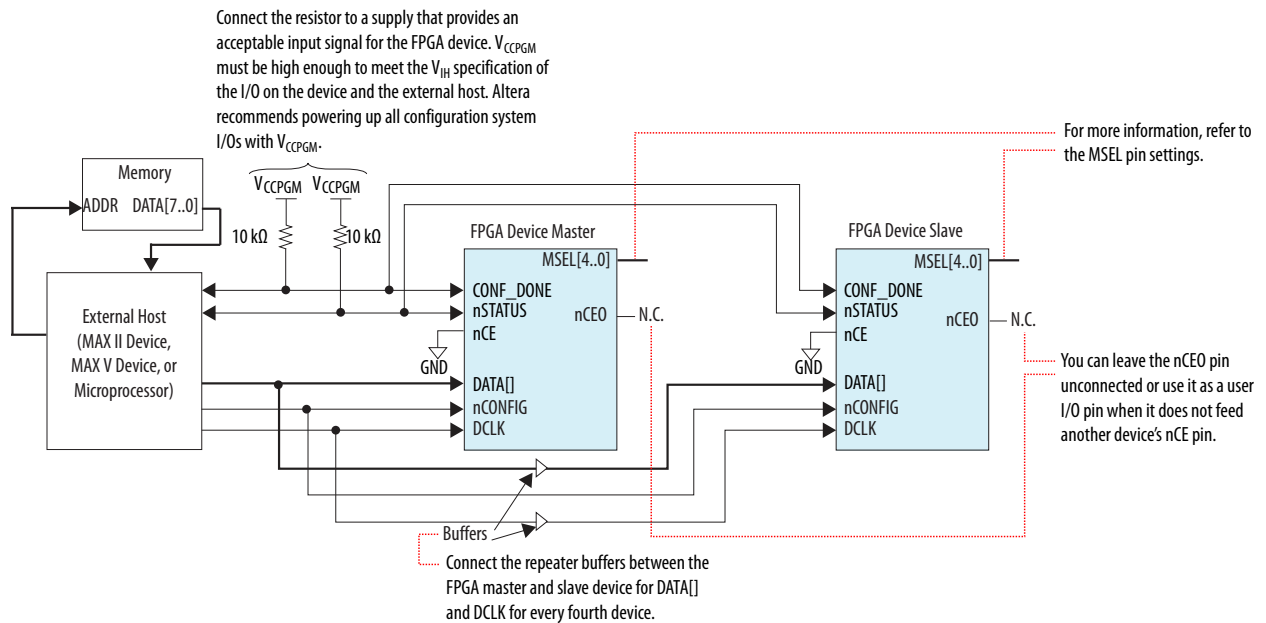 Connect the resistor to a supply that provides an
acceptable input signal for the FPGA device. VCCPGM
must be high enough to meet the VIH specification of
the I/O on the device and the external host. Altera
recommends powering up all configuration system
I/Os with VCCPGM.
For more information, refer to
the MSEL pin settings.
Memory
ADDR DATA[7..0]
VCCPGM VCCPGM
10 kΩ 10 kΩ
External Host
(MAX II Device,
MAX V Device, or
Microprocessor)
FPGA Device Master
MSEL[4..0]
CONF_DONE
nSTATUS
nCE
nCEO
N.C.
GND
DATA[]
nCONFIG
DCLK
FPGA Device Slave
MSEL[4..0]
CONF_DONE
nSTATUS
nCE
nCEO
N.C.
GND
DATA[]
nCONFIG
DCLK
You can leave the nCEO pin
unconnected or use it as a user
I/O pin when it does not feed
another device’s nCE pin.
Buffers
Connect the repeater buffers between the
FPGA master and slave device for DATA[]
and DCLK for every fourth device.